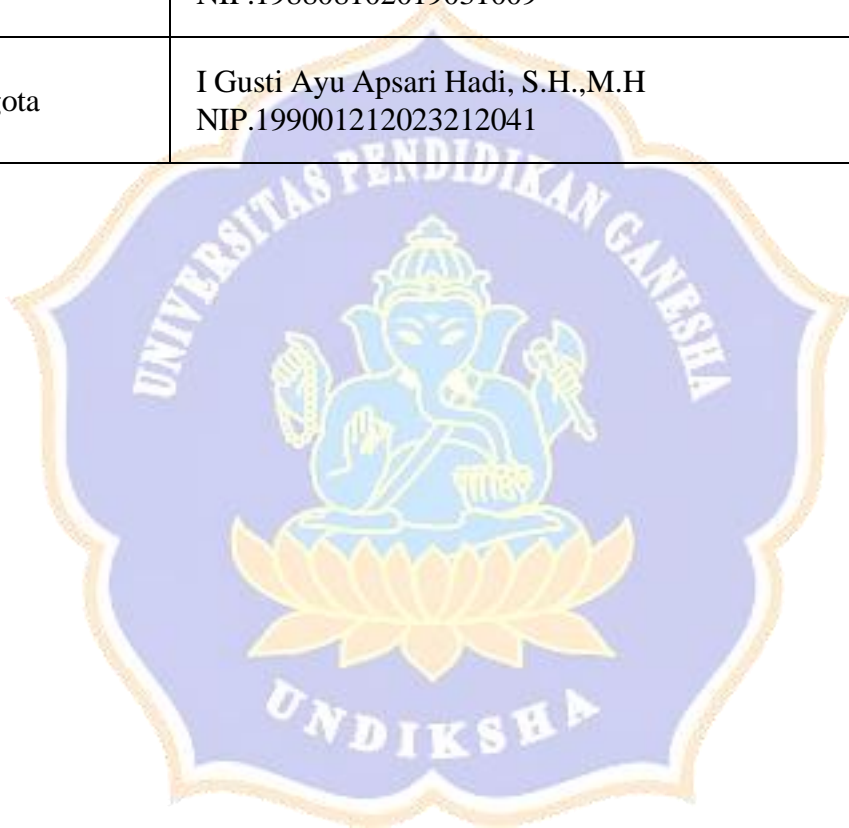 gota
I Gusti Ayu Apsari Hadi, S.H.,M.H
NIP.199001212023212041
UNIVERSITAS PENDIDIKAN GANESHA
UNDIKSHA